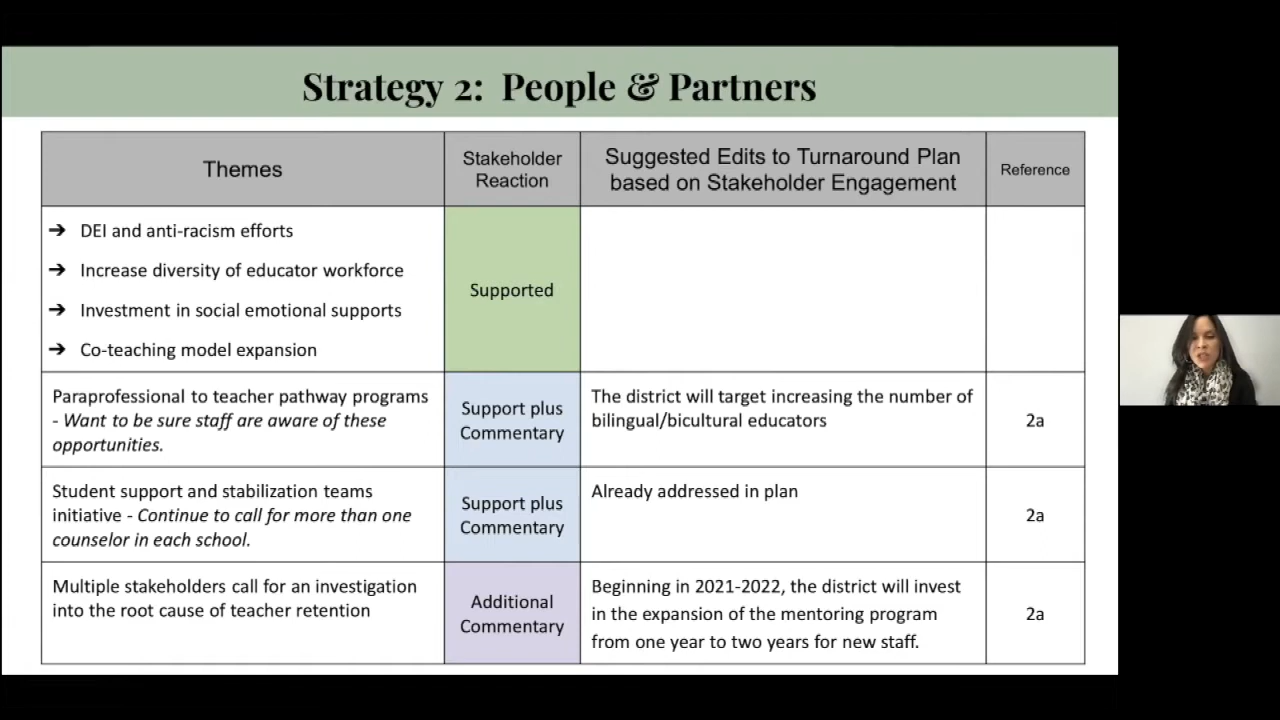 Strategy 2: People & Partners
Themes
Stakeholder
Reaction
Suggested Edits to Turnaround Plan
based on Stakeholder Engagement
Reference
➔ DEI and anti-racism efforts
➔ Increase diversity of educator workforce
➔ Investment in social emotional supports
➔ Co-teaching model expansion
Supported
Paraprofessional to teacher pathway programs
- Want to be sure staff are aware of these
opportunities.
Support plus
Commentary
The district will target increasing the number of
bilingual/bicultural educators
2a
Student support and stabilization teams
initiative - Continue to call for more than one
counselor in each school.
Support plus
Commentary
Already addressed in plan
2a
Multiple stakeholders call for an investigation
into the root cause of teacher retention
Additional
Commentary
Beginning in 2021-2022, the district will invest
in the expansion of the mentoring program
from one year to two years for new staff.
2a